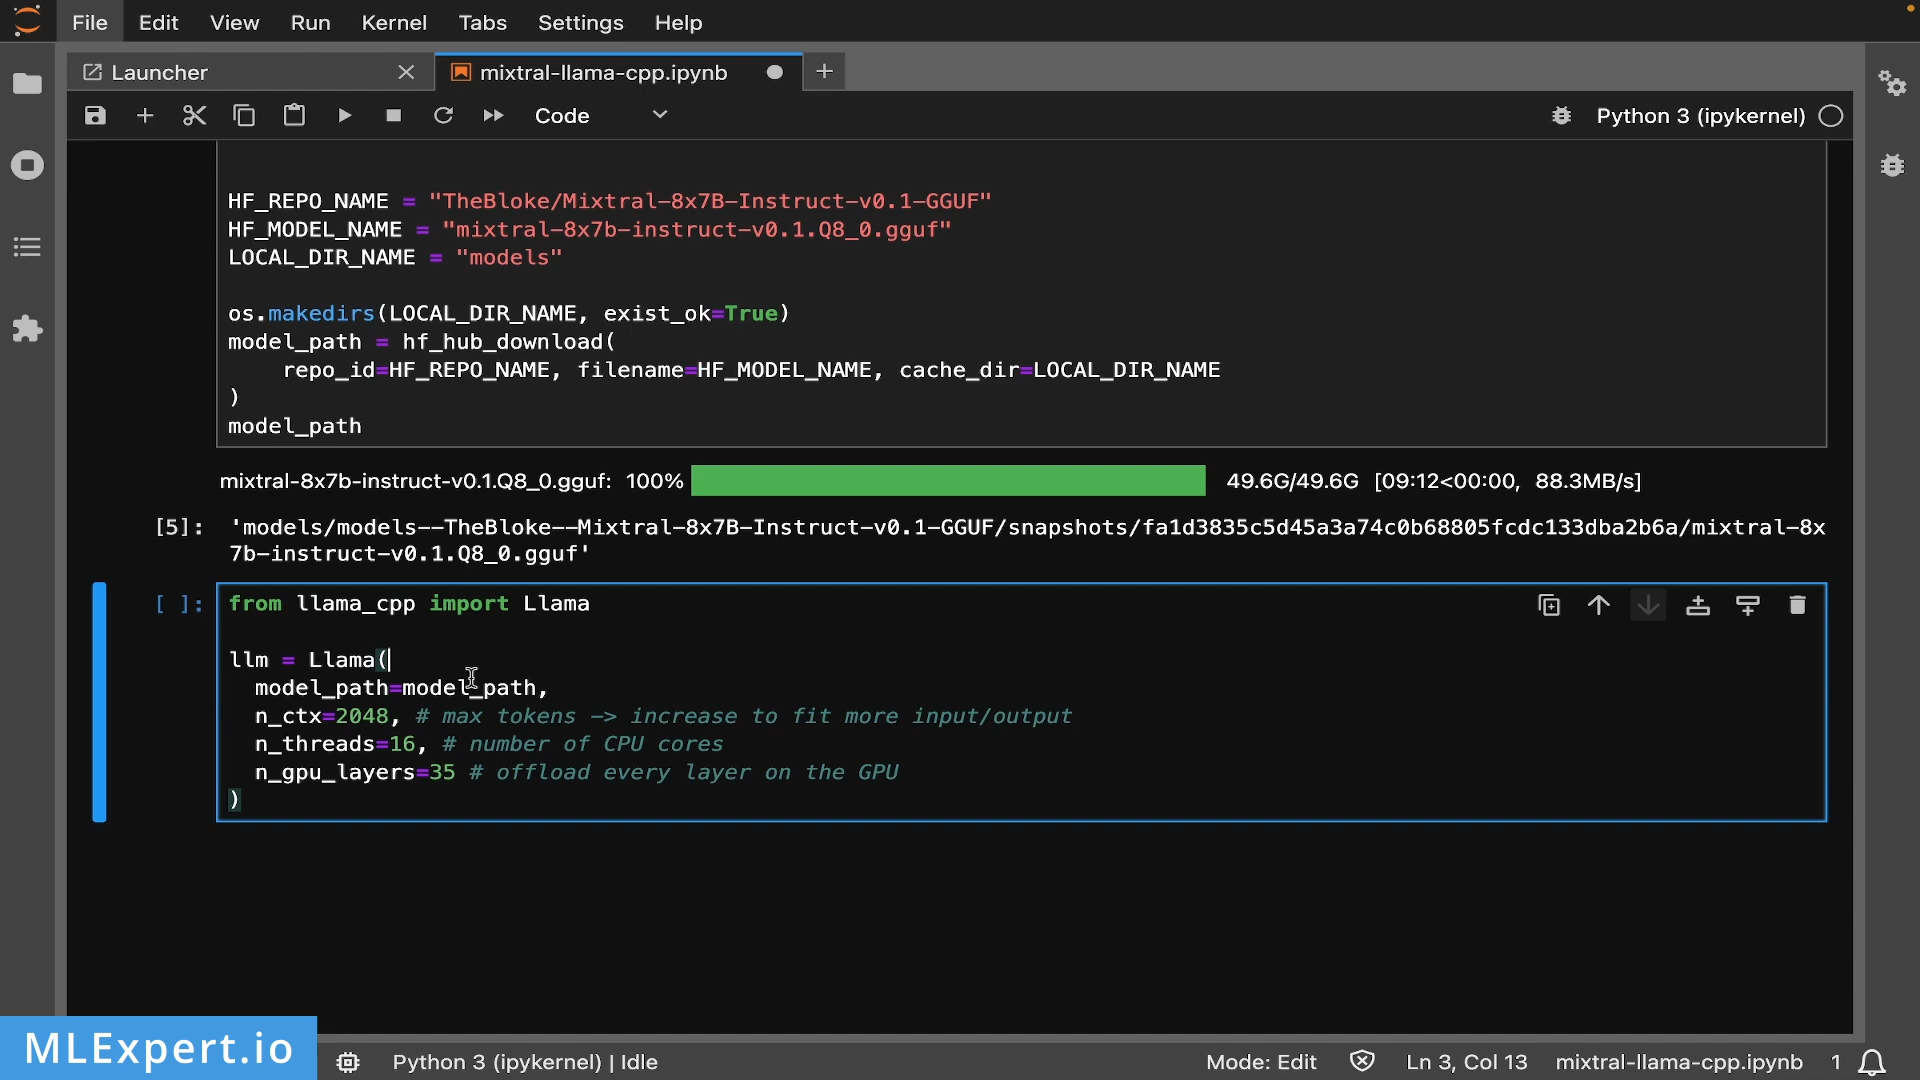 File Edit View Run Kernel Tabs Settings Help
Launcher
mixtral-llama-cpp.ipynb
Code
Python 3 (ipykernel)
HF_REPO_NAME = "TheBloke/Mixtral-8x7B-Instruct-v0.1-GGUF"
HF_MODEL_NAME = "mixtral-8x7b-instruct-v0.1.Q8_0.gguf"
LOCAL_DIR_NAME = "models"
os.makedirs(LOCAL_DIR_NAME, exist_ok=True)
model_path = hf_hub_download(
    repo_id=HF_REPO_NAME, filename=HF_MODEL_NAME, cache_dir=LOCAL_DIR_NAME
)
model_path
mixtral-8x7b-instruct-v0.1.Q8_0.gguf: 100% 49.6G/49.6G [09:12<00:00, 88.3MB/s]
[5]: 'models/models--TheBloke--Mixtral-8x7B-Instruct-v0.1-GGUF/snapshots/fa1d3835c5d45a3a74c0b68805fcdc133dba2b6a/mixtral-8x
7b-instruct-v0.1.Q8_0.gguf'
[ ]: from llama_cpp import Llama
llm = Llama(
  model_path=model_path,
  n_ctx=2048, # max tokens -> increase to fit more input/output
  n_threads=16, # number of CPU cores
  n_gpu_layers=35 # offload every layer on the GPU
)
MLExpert.io
Python 3 (ipykernel) | Idle
Mode: Edit
Ln 3, Col 13
mixtral-llama-cpp.ipynb
1